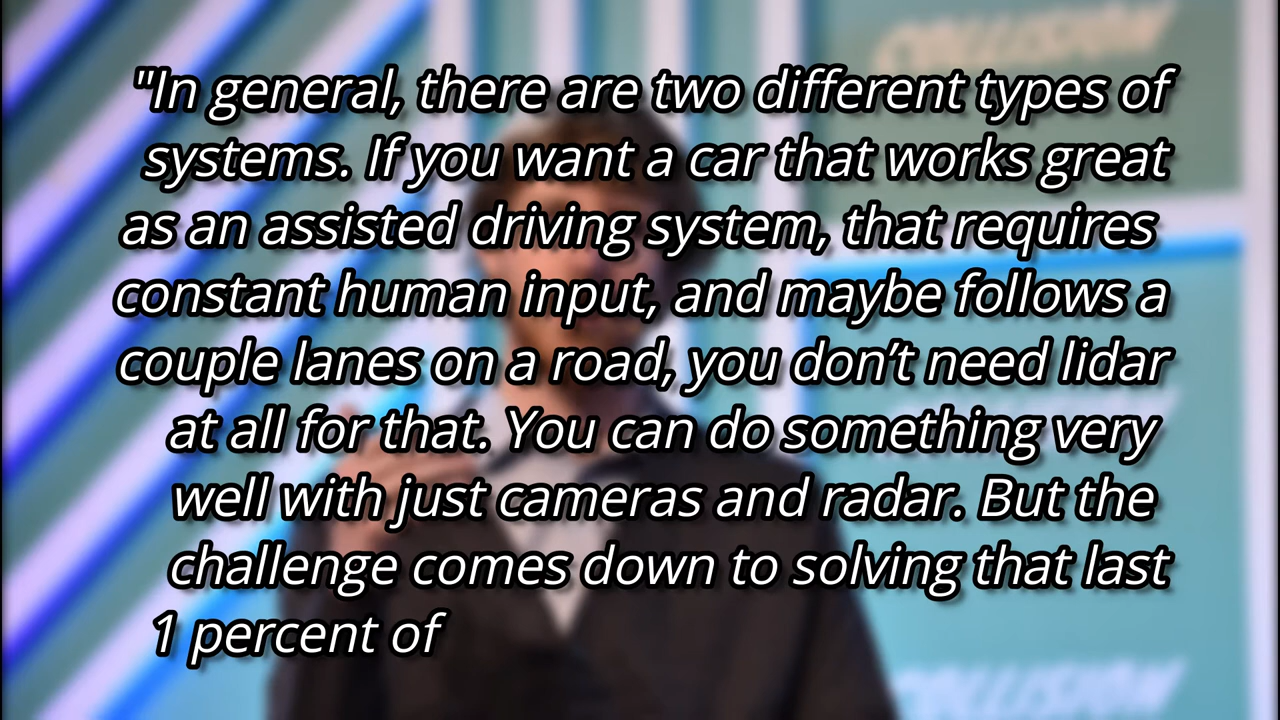 COLLISION
"In general, there are two different types of
systems. If you want a car that works great
as an assisted driving system, that requires
constant human input, and maybe follows a
couple lanes on a road, you don’t need lidar
at all for that. You can do something very
well with just cameras and radar. But the
challenge comes down to solving that last
1 percent of
COLLISION